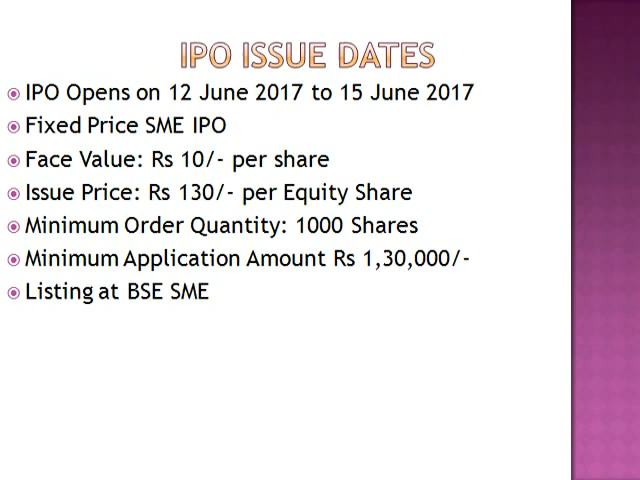 IPO ISSUE DATES
IPO Opens on 12 June 2017 to 15 June 2017
Fixed Price SME IPO
Face Value: Rs 10/- per share
Issue Price: Rs 130/- per Equity Share
Minimum Order Quantity: 1000 Shares
Minimum Application Amount Rs 1,30,000/-
Listing at BSE SME